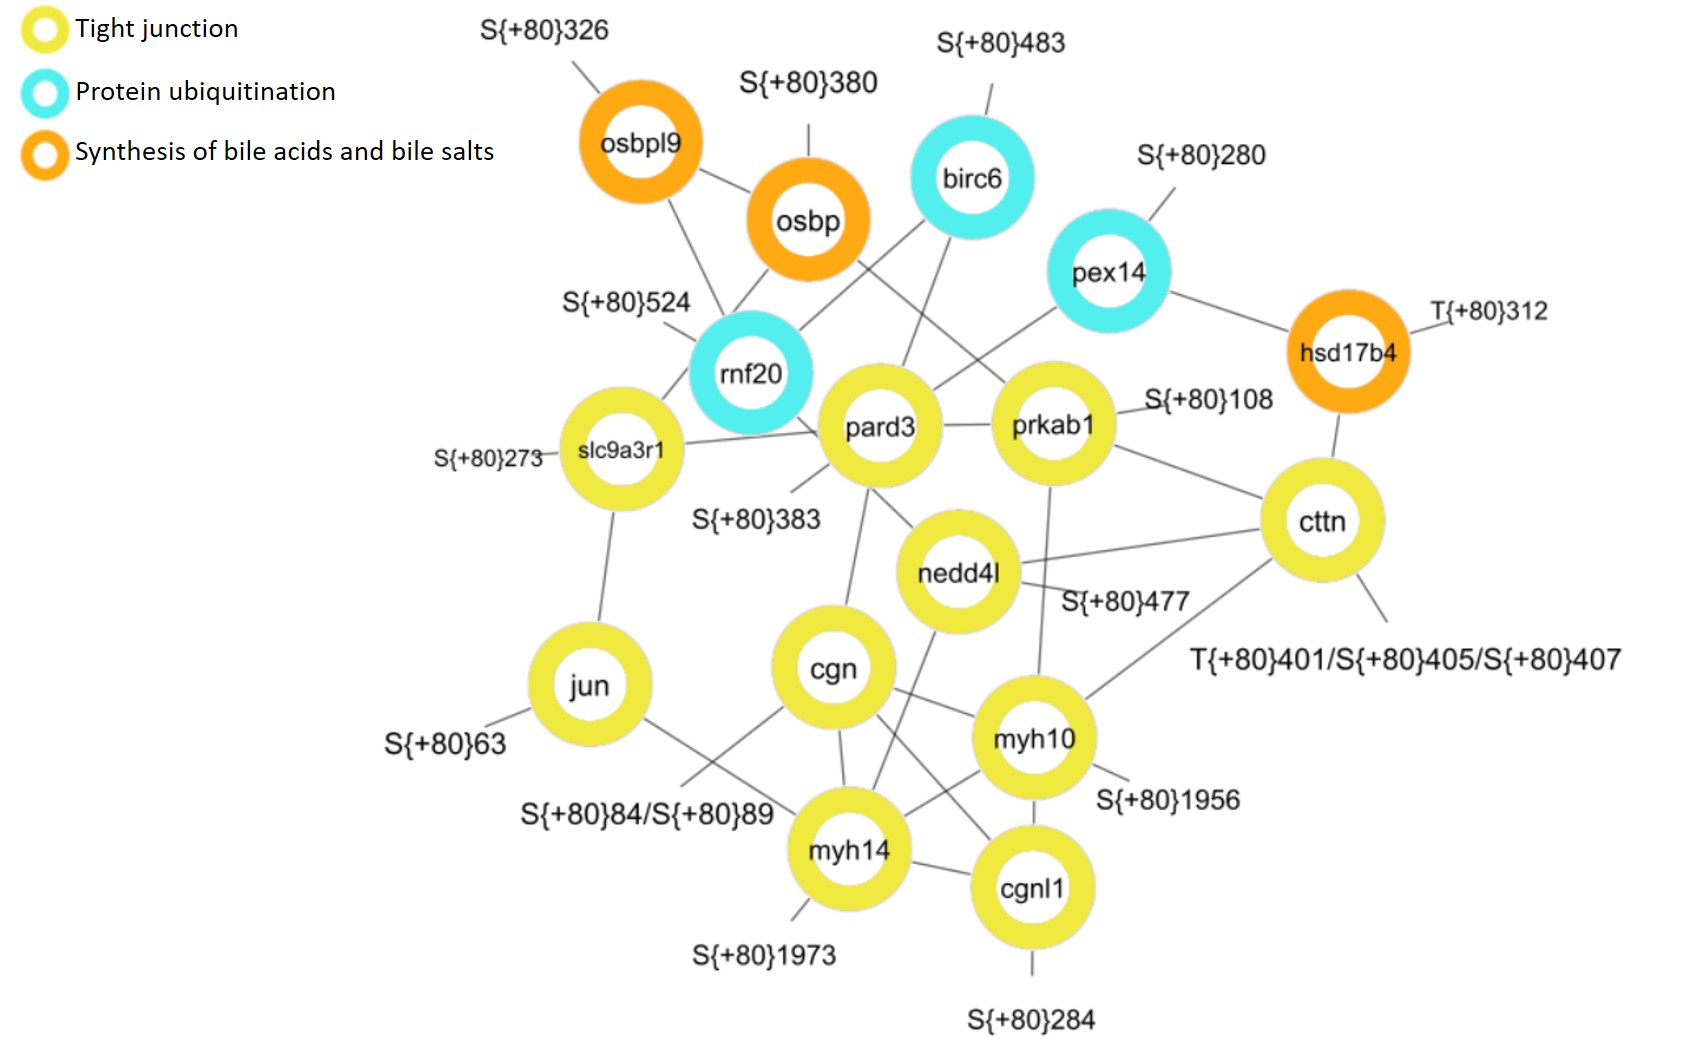 Tight junction
Protein ubiquitination
Synthesis of bile acids and bile salts
S{+80}326
S{+80}483
S{+80}380
osbpl9
S{+80}280
birc6
osbp
pex14
S{+80}524
T{+80}312
hsd17b4
rnf20
S{+80}108
pard3
prkab1
slc9a3r1
S{+80}273
S{+80}383
cttn
nedd4l
S{+80}477
T{+80}401/S{+80}405/S{+80}407
cgn
jun
myh10
S{+80}63
S{+80}1956
S{+80}84/S{+80}89
myh14
cgnl1
S{+80}1973
S{+80}284